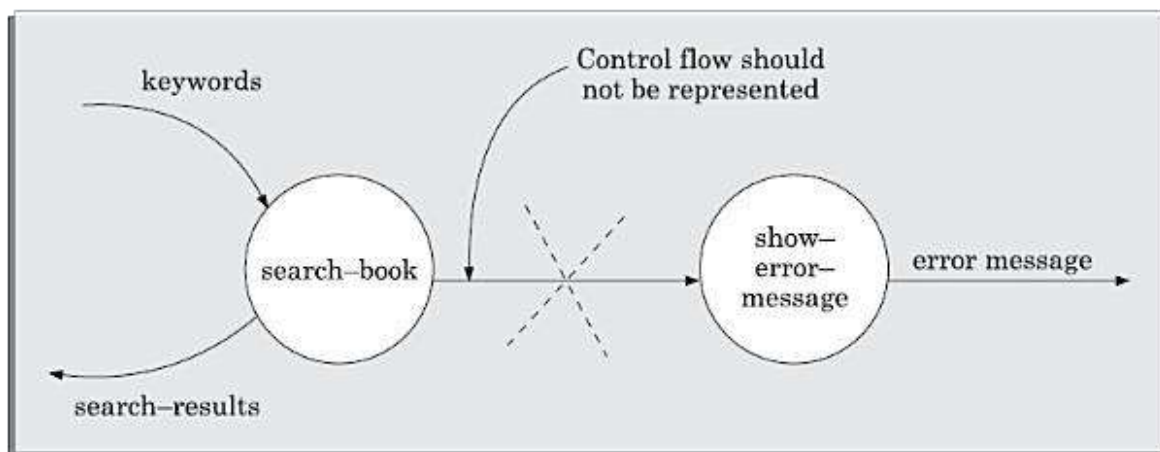 keywords
Control flow should
not be represented
search–book
show–
error–
message
error message
search–results